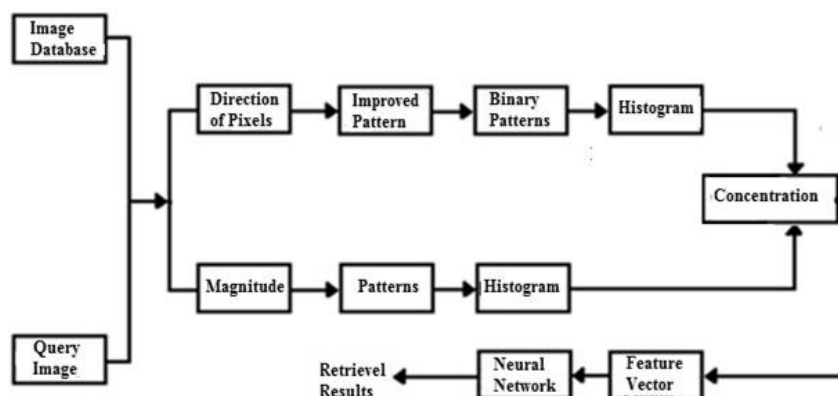 Image
Database
Direction
of Pixels
Improved
Pattern
Binary
Patterns
Histogram
Concentration
Magnitude
Patterns
Histogram
Query
Image
Retrievel
Results
Neural
Network
Feature
Vector